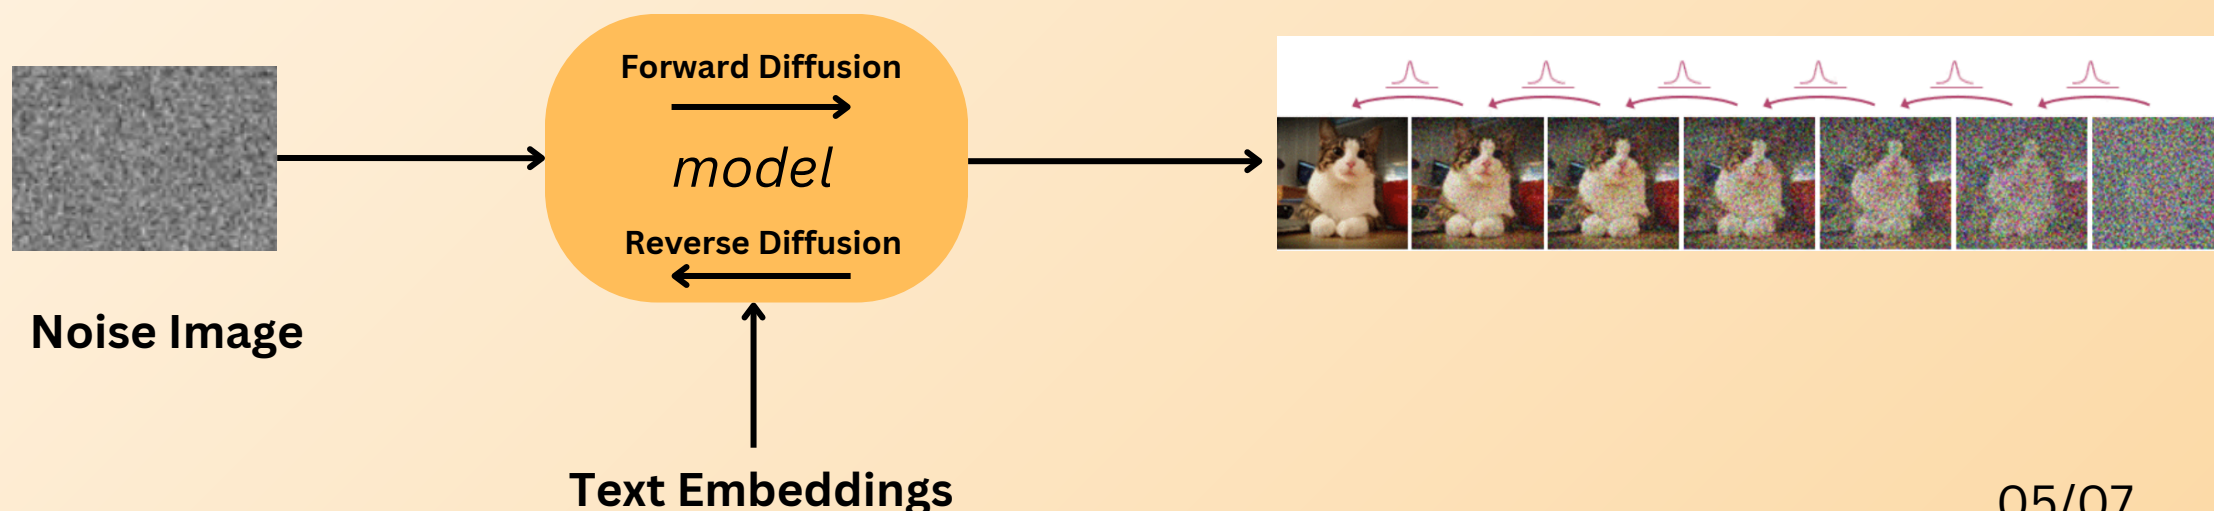 Forward Diffusion
model
Reverse Diffusion
Noise Image
Text Embeddings
05/07